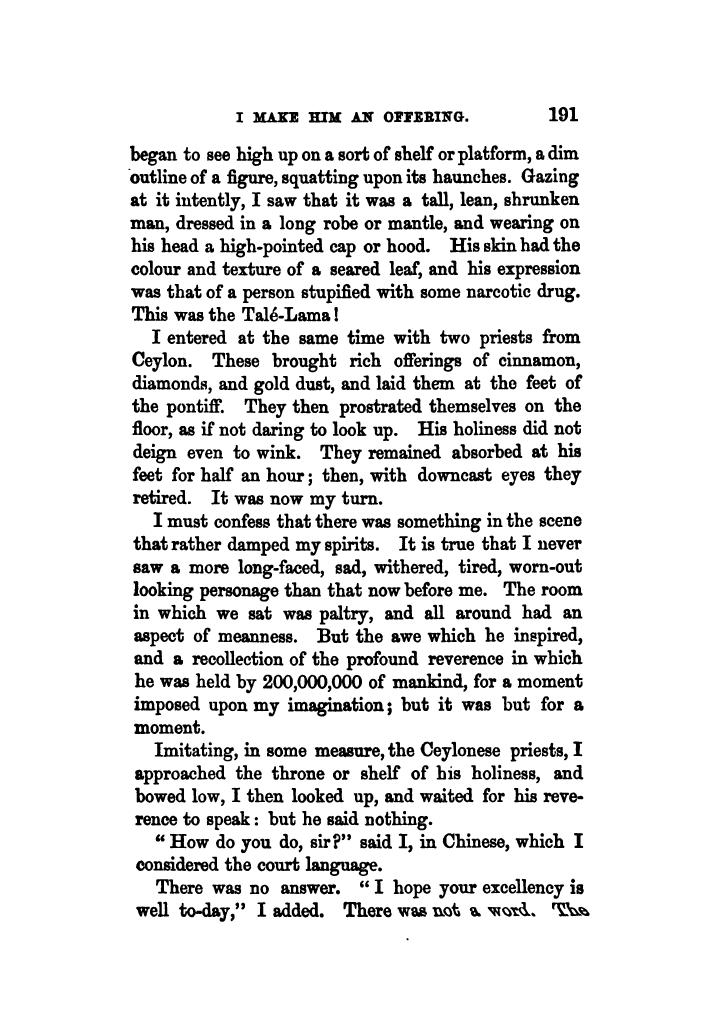 I MAKE HIM AN OFFERING. 191
began to see high up on a sort of shelf or platform, a dim
outline of a figure, squatting upon its haunches. Gazing
at it intently, I saw that it was a tall, lean, shrunken
man, dressed in a long robe or mantle, and wearing on
his head a high-pointed cap or hood. His skin had the
colour and texture of a seared leaf, and his expression
was that of a person stupified with some narcotic drug.
This was the Talé-Lama!
I entered at the same time with two priests from
Ceylon. These brought rich offerings of cinnamon,
diamonds, and gold dust, and laid them at the feet of
the pontiff. They then prostrated themselves on the
floor, as if not daring to look up. His holiness did not
deign even to wink. They remained absorbed at his
feet for half an hour; then, with downcast eyes they
retired. It was now my turn.
I must confess that there was something in the scene
that rather damped my spirits. It is true that I never
saw a more long-faced, sad, withered, tired, worn-out
looking personage than that now before me. The room
in which we sat was paltry, and all around had an
aspect of meanness. But the awe which he inspired,
and a recollection of the profound reverence in which
he was held by 200,000,000 of mankind, for a moment
imposed upon my imagination; but it was but for a
moment.
Imitating, in some measure, the Ceylonese priests, I
approached the throne or shelf of his holiness, and
bowed low, I then looked up, and waited for his reve-
rence to speak: but he said nothing.
“How do you do, sir?” said I, in Chinese, which I
considered the court language.
There was no answer. “I hope your excellency is
well to-day,” I added. There was not a word. The